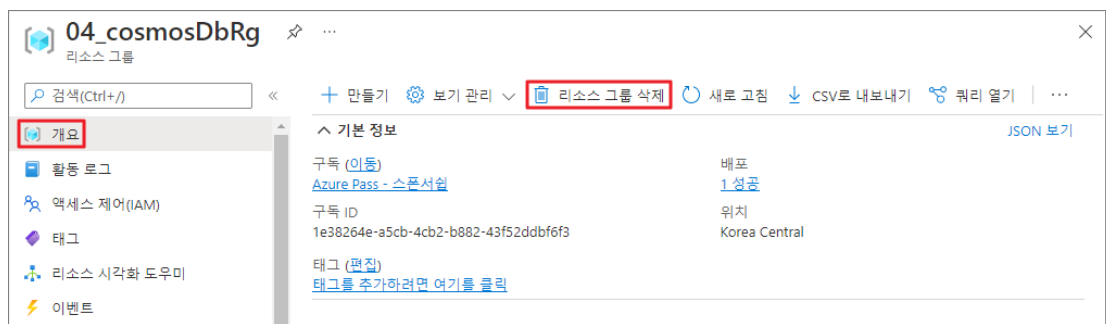 04_cosmosDbRg
리소스 그룹
검색(Ctrl+/)
만들기 보기 관리 리소스 그룹 삭제 새로 고침 CSV로 내보내기 쿼리 열기
개요
활동 로그
액세스 제어(IAM)
태그
리소스 시각화 도우미
이벤트
기본 정보 JSON 보기
구독 (이동) 배포
Azure Pass - 스폰서쉽 1 성공
구독 ID 위치
1e38264e-a5cb-4cb2-b882-43f52ddbf6f3 Korea Central
태그 (편집)
태그를 추가하려면 여기를 클릭